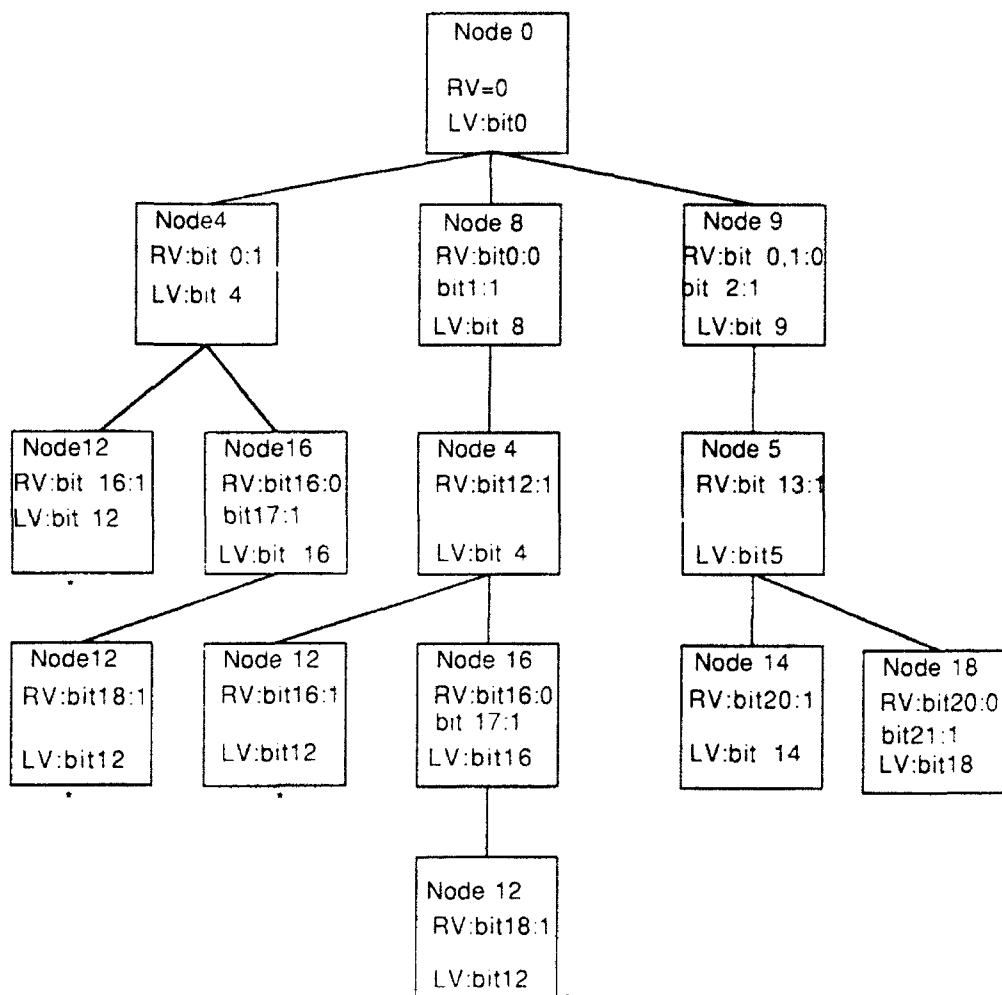 Node 0
RV=0
LV:bit0
Node4
RV:bit 0:1
LV:bit 4
Node 8
RV:bit0:0
bit1:1
LV:bit 8
Node 9
RV:bit 0,1:0
bit 2:1
LV:bit 9
Node12
RV:bit 16:1
LV:bit 12
*
Node16
RV:bit16:0
bit17:1
LV:bit 16
Node 4
RV:bit12:1
LV:bit 4
Node 5
RV:bit 13:1
LV:bit5
Node12
RV:bit18:1
LV:bit12
*
Node 12
RV:bit16:1
LV:bit12
*
Node 16
RV:bit16:0
bit 17:1
LV:bit16
Node 14
RV:bit20:1
LV:bit 14
Node 18
RV:bit20:0
bit21:1
LV:bit18
Node 12
RV:bit18:1
LV:bit12